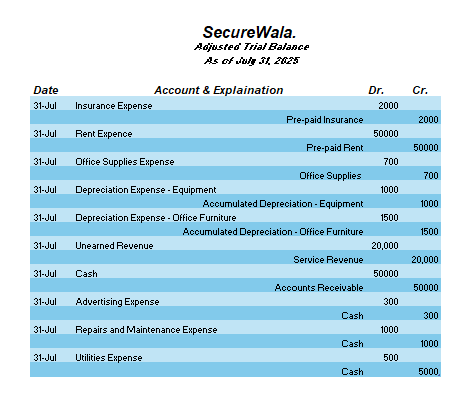 SecureWala.
Adjusted Trial Balance
As of July 31, 2025
Date Account & Explaination Dr. Cr.
31-Jul Insurance Expense 2000
Pre-paid Insurance 2000
31-Jul Rent Expence 50000
Pre-paid Rent 50000
31-Jul Office Supplies Expense 700
Office Supplies 700
31-Jul Depreciation Expense - Equipment 1000
Accumulated Depreciation - Equipment 1000
31-Jul Depreciation Expense - Office Furniture 1500
Accumulated Depreciation - Office Furniture 1500
31-Jul Unearned Revenue 20,000
Service Revenue 20,000
31-Jul Cash 50000
Accounts Receivable 50000
31-Jul Advertising Expense 300
Cash 300
31-Jul Repairs and Maintenance Expense 1000
Cash 1000
31-Jul Utilities Expense 500
Cash 5000